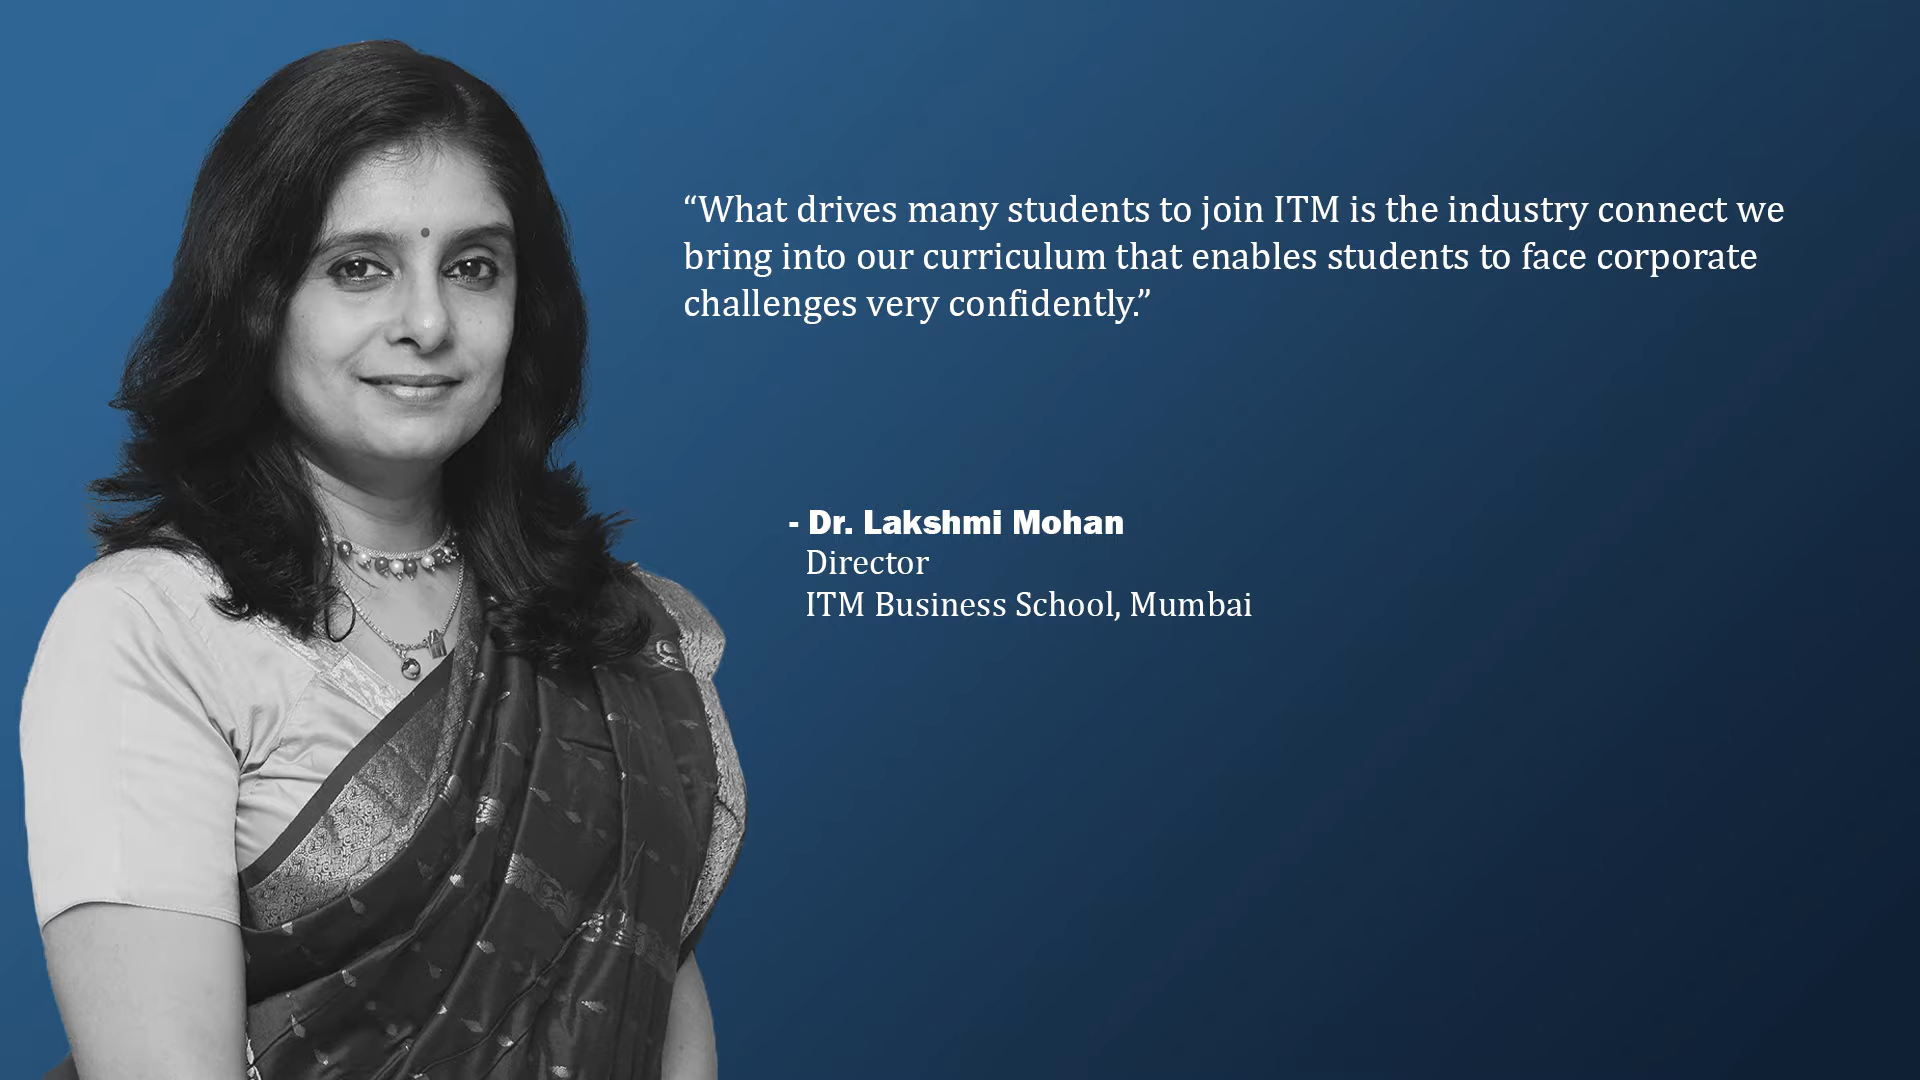 “What drives many students to join ITM is the industry connect we
bring into our curriculum that enables students to face corporate
challenges very confidently.”
- Dr. Lakshmi Mohan
Director
ITM Business School, Mumbai